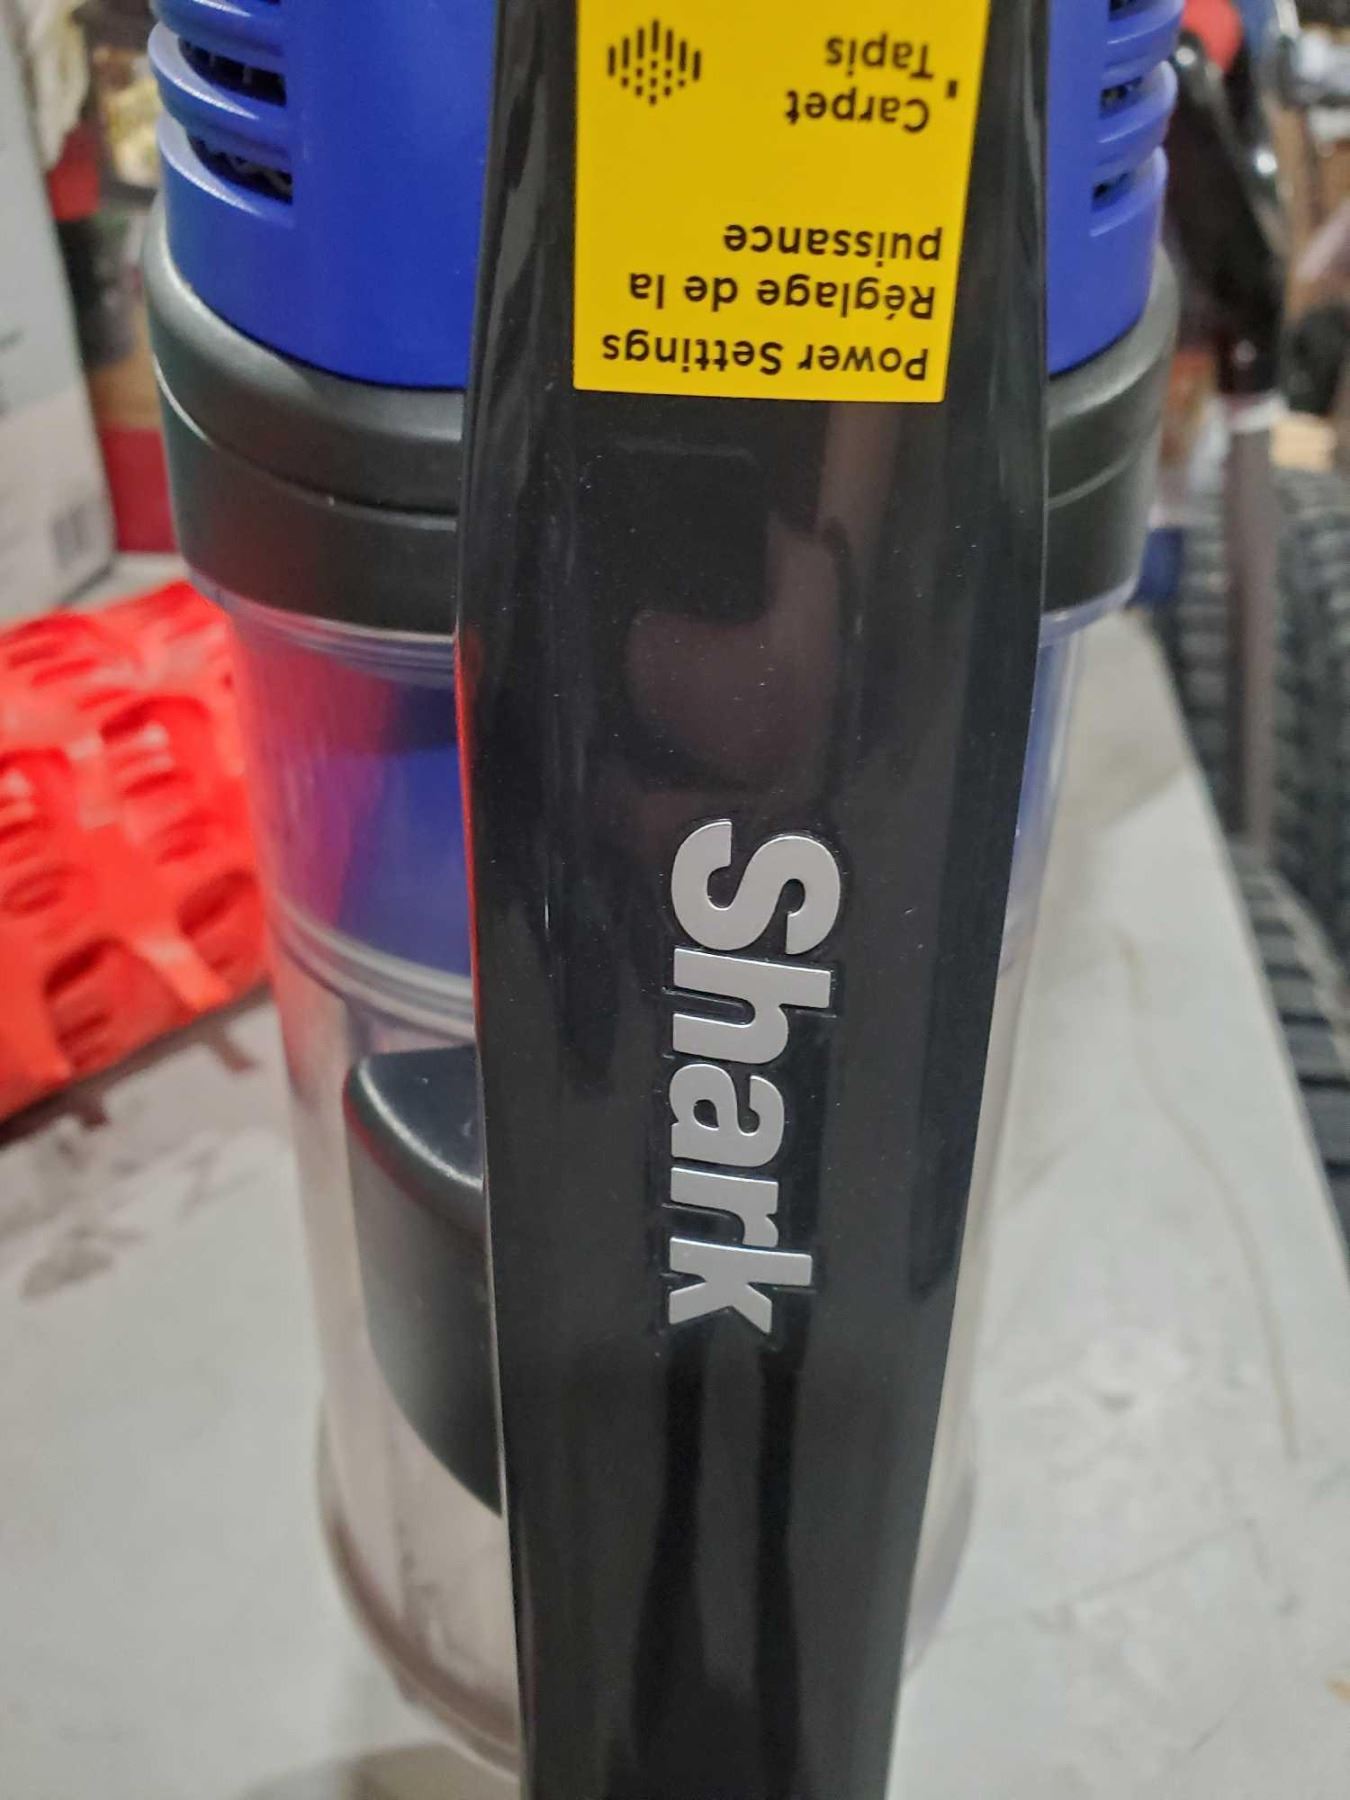 Power Settings
Réglage de la
puissance
Carpet
Tapis
Shark